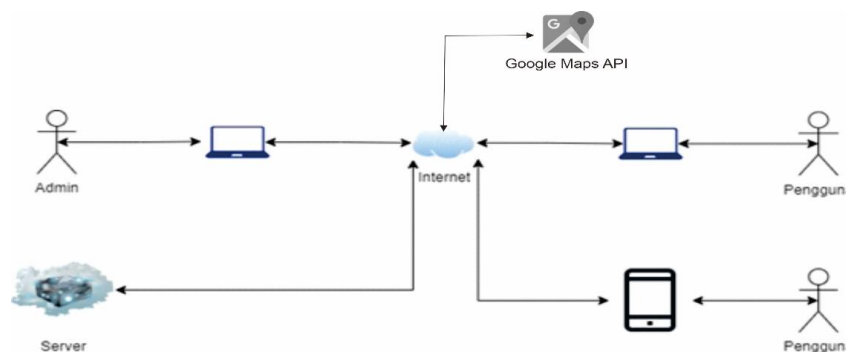 G
Google Maps API
Admin
Internet
Penggun
Server
Penggun